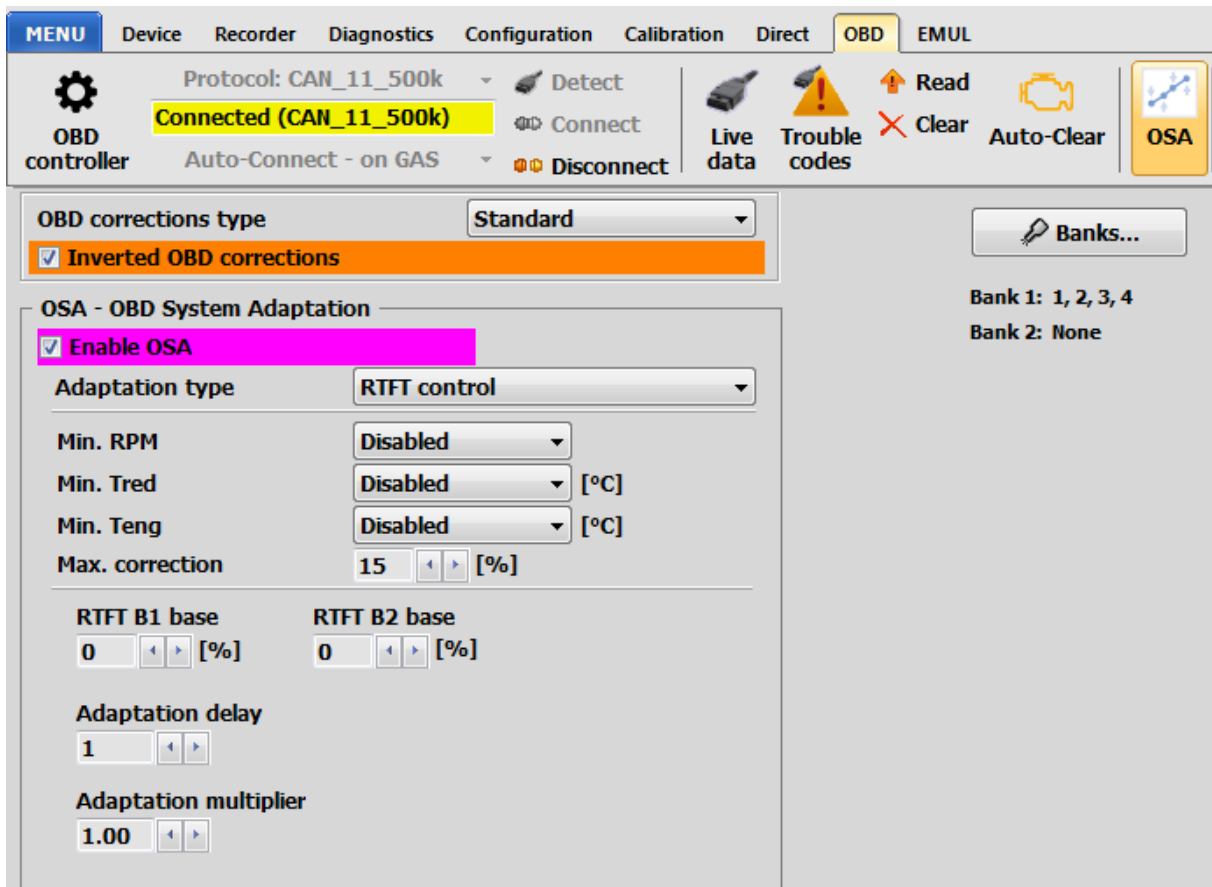 MENU Device Recorder Diagnostics Configuration Calibration Direct OBD EMUL
OBD controller
Protocol: CAN_11_500k
Connected (CAN_11_500k)
Auto-Connect - on GAS
Detect
Connect
Disconnect
Live data
Trouble codes
Read
Clear
Auto-Clear
OSA
OBD corrections type Standard
Inverted OBD corrections
Banks...
Bank 1: 1, 2, 3, 4
Bank 2: None
OSA - OBD System Adaptation
Enable OSA
Adaptation type RTFT control
Min. RPM Disabled
Min. Tred Disabled [ºC]
Min. Teng Disabled [ºC]
Max. correction 15 [%]
RTFT B1 base RTFT B2 base
0 [%] 0 [%]
Adaptation delay
1
Adaptation multiplier
1.00